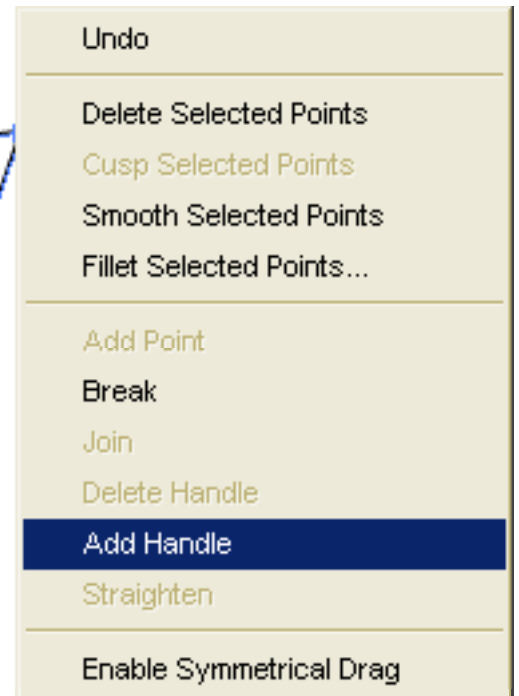 Undo
Delete Selected Points
Cusp Selected Points
Smooth Selected Points
Fillet Selected Points...
Add Point
Break
Join
Delete Handle
Add Handle
Straighten
Enable Symmetrical Drag